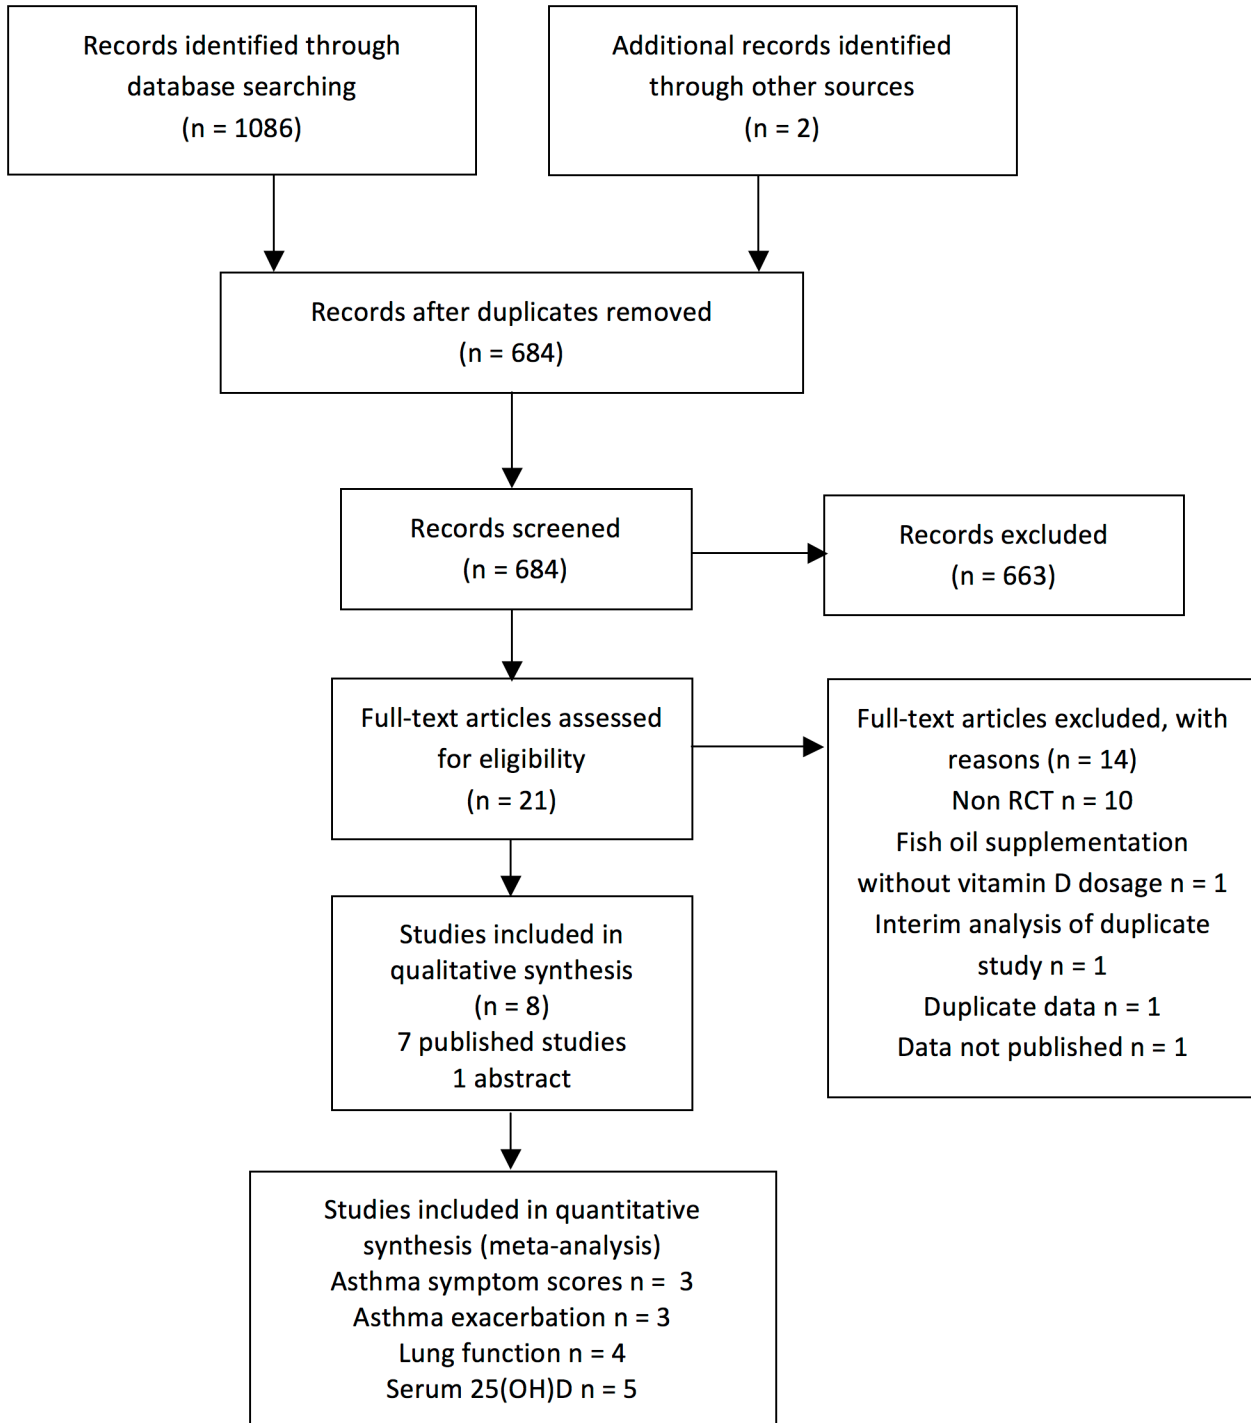 Records identified through
database searching
(n = 1086)
Additional records identified
through other sources
(n = 2)
Records after duplicates removed
(n = 684)
Records screened
(n = 684)
Records excluded
(n = 663)
Full-text articles assessed
for eligibility
(n = 21)
Full-text articles excluded, with
reasons (n = 14)
Non RCT n = 10
Fish oil supplementation
without vitamin D dosage n = 1
Interim analysis of duplicate
study n = 1
Duplicate data n = 1
Data not published n = 1
Studies included in
qualitative synthesis
(n = 8)
7 published studies
1 abstract
Studies included in quantitative
synthesis (meta-analysis)
Asthma symptom scores n =  3
Asthma exacerbation n = 3
Lung function n = 4
Serum 25(OH)D n = 5